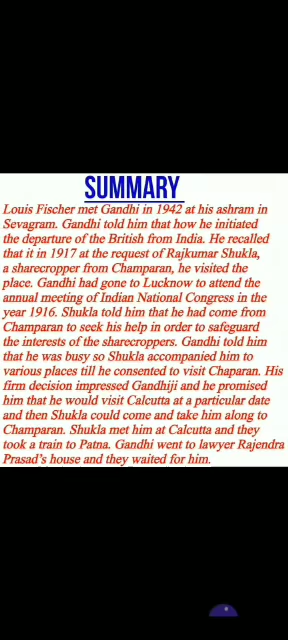 SUMMARY
Louis Fischer met Gandhi in 1942 at his ashram in
Sevagram. Gandhi told him that how he initiated
the departure of the British from India. He recalled
that it in 1917 at the request of Rajkumar Shukla,
a sharecropper from Champaran, he visited the
place. Gandhi had gone to Lucknow to attend the
annual meeting of Indian National Congress in the
year 1916. Shukla told him that he had come from
Champaran to seek his help in order to safeguard
the interests of the sharecroppers. Gandhi told him
that he was busy so Shukla accompanied him to
various places till he consented to visit Chaparan. His
firm decision impressed Gandhiji and he promised
him that he would visit Calcutta at a particular date
and then Shukla could come and take him along to
Champaran. Shukla met him at Calcutta and they
took a train to Patna. Gandhi went to lawyer Rajendra
Prasad's house and they waited for him.